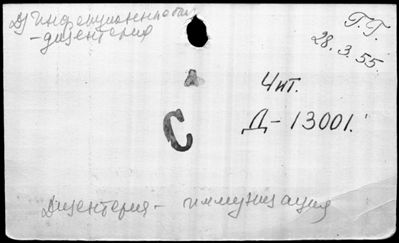 Г.Г.
28.3.55
-дизентерия
А
Чит.
С
Д-13001.
Дизентерия - иммунизация